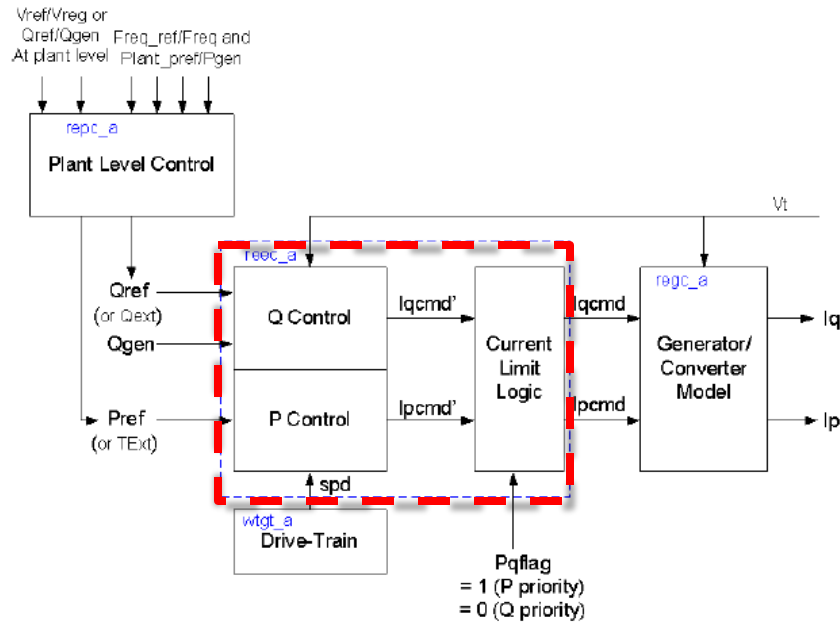 Vref/Vreg or
Qref/Qgen
At plant level
Freq_ref/Freq and
Plant_pref/Pgen
repc_a
Plant Level Control
Vt
reec_a
regc_a
Qref
(or Qext)
Qgen
Q Control
Iqcmd'
Iqcmd
Iq
Current
Limit
Logic
Generator/
Converter
Model
Pref
(or TExt)
P Control
Ipcmd'
Ipcmd
Ip
spd
wtgt_a
Drive-Train
Pqflag
= 1 (P priority)
= 0 (Q priority)